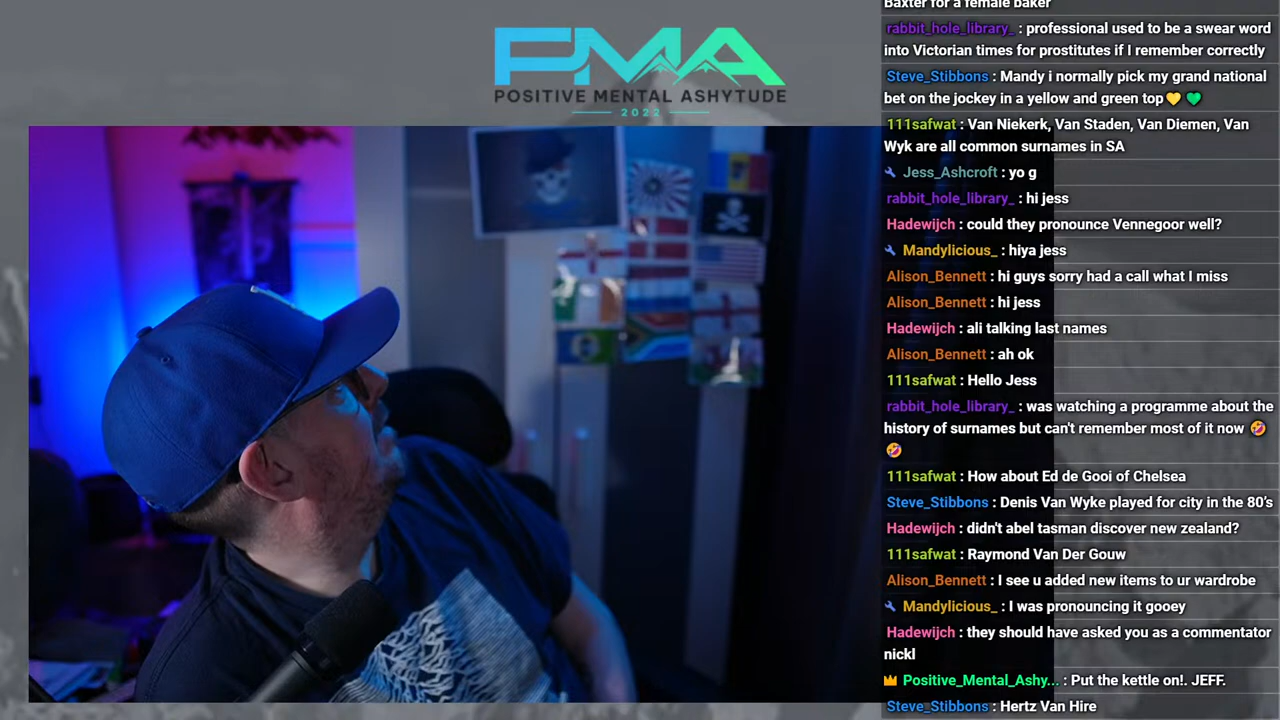 PMA
POSITIVE MENTAL ASHYTUDE
2022
Baxter for a female baker
rabbit_hole_library_ : professional used to be a swear word
into Victorian times for prostitutes if I remember correctly
Steve_Stibbons : Mandy i normally pick my grand national
bet on the jockey in a yellow and green top💛 💚
111safwat : Van Niekerk, Van Staden, Van Diemen, Van
Wyk are all common surnames in SA
Jess_Ashcroft : yo g
rabbit_hole_library_ : hi jess
Hadewijch : could they pronounce Vennegoor well?
Mandylicious_ : hiya jess
Alison_Bennett : hi guys sorry had a call what I miss
Alison_Bennett : hi jess
Hadewijch : ali talking last names
Alison_Bennett : ah ok
111safwat : Hello Jess
rabbit_hole_library_ : was watching a programme about the
history of surnames but can't remember most of it now 🤣
🤣
111safwat : How about Ed de Gooi of Chelsea
Steve_Stibbons : Denis Van Wyke played for city in the 80's
Hadewijch : didn't abel tasman discover new zealand?
111safwat : Raymond Van Der Gouw
Alison_Bennett : I see u added new items to ur wardrobe
Mandylicious_ : I was pronouncing it gooey
Hadewijch : they should have asked you as a commentator
nickl
Positive_Mental_Ashy... : Put the kettle on!. JEFF.
Steve_Stibbons : Hertz Van Hire